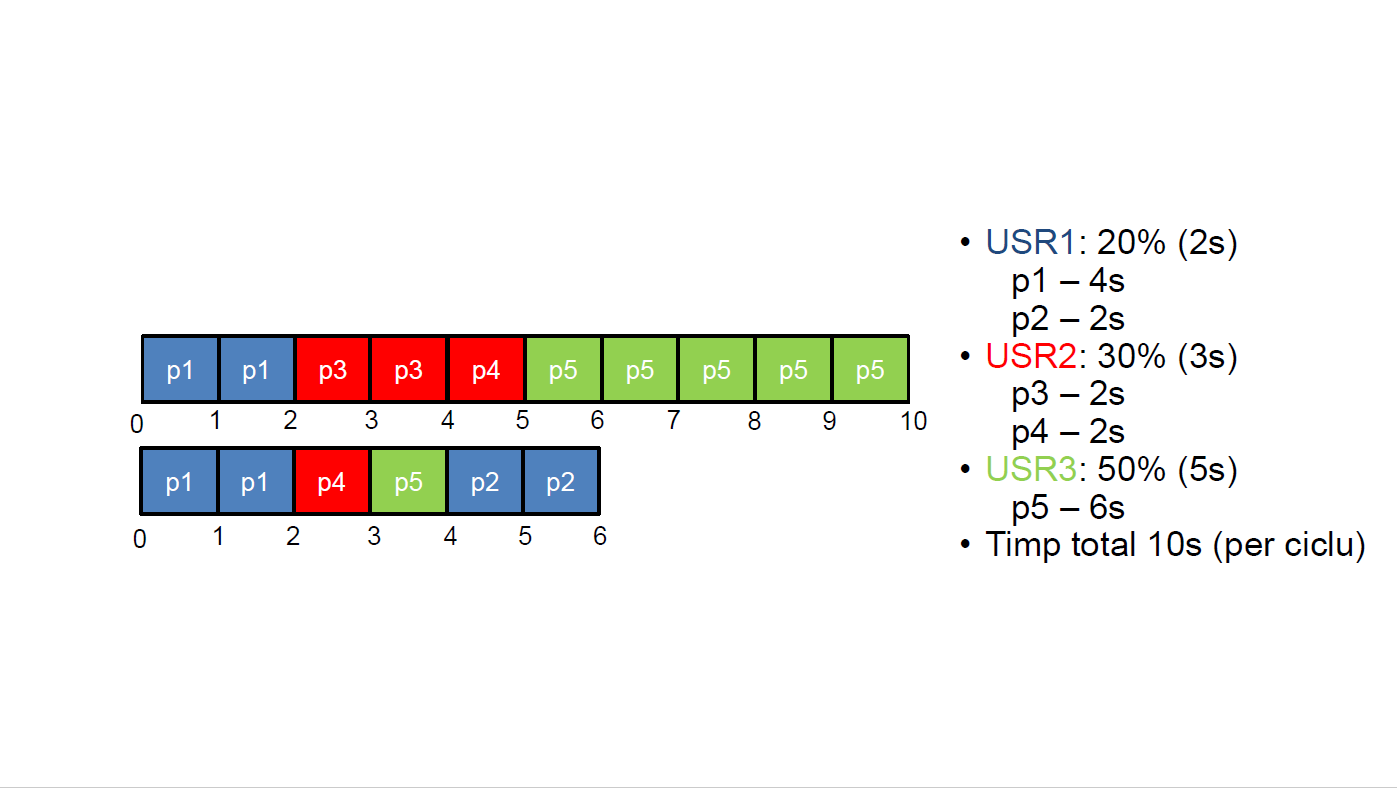 p1 p1 p3 p3 p4 p5 p5 p5 p5 p5
0 1 2 3 4 5 6 7 8 9 10
p1 p1 p4 p5 p2 p2
0 1 2 3 4 5 6
• USR1: 20% (2s)
p1 – 4s
p2 – 2s
• USR2: 30% (3s)
p3 – 2s
p4 – 2s
• USR3: 50% (5s)
p5 – 6s
• Timp total 10s (per ciclu)